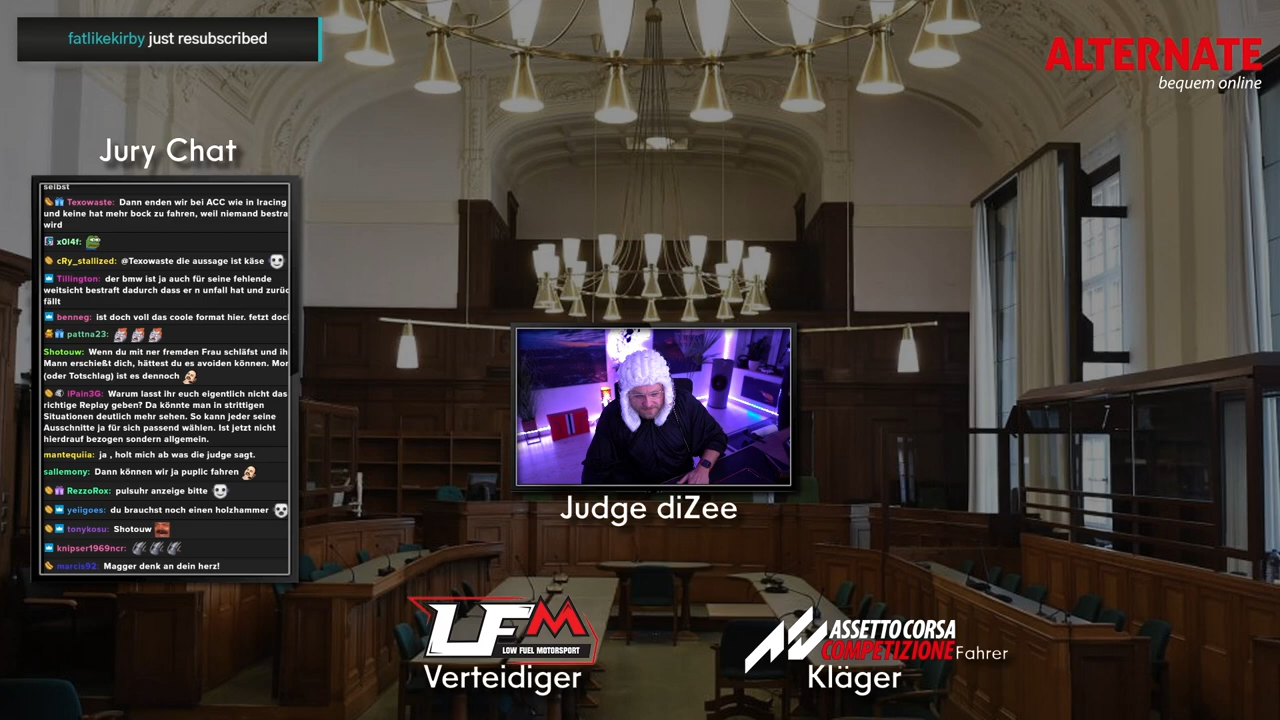 fatlikekirby just resubscribed
ALTERNATE
bequem online
Jury Chat
selbst
Texowaste: Dann enden wir bei ACC wie in Iracing
und keine hat mehr bock zu fahren, weil niemand bestra
wird
x0l4f:
cRy_stallized: @Texowaste die aussage ist käse
Tillington: der bmw ist ja auch für seine fehlende
weitsicht bestraft dadurch dass er n unfall hat und zurüc
fällt
benneg: ist doch voll das coole format hier. fetzt doch
pattna23:
Shotouw: Wenn du mit ner fremden Frau schläfst und ih
Mann erschießt dich, hättest du es avoiden können. Mor
(oder Totschlag) ist es dennoch
iPain3G: Warum lasst ihr euch eigentlich nicht das
richtige Replay geben? Da könnte man in strittigen
Situationen deutlich mehr sehen. So kann jeder seine
Ausschnitte ja für sich passend wählen. Ist jetzt nicht
hierdrauf bezogen sondern allgemein.
mantequiia: ja , holt mich ab was die judge sagt.
sallemony: Dann können wir ja puplic fahren
RezzoRox: pulsuhr anzeige bitte
yeiigoes: du brauchst noch einen holzhammer
tonykosu: Shotouw
knipser1969ncr:
marcis92: Magger denk an dein herz!
Judge diZee
LFM
LOW FUEL MOTORSPORT
Verteidiger
ASSETTO CORSA
COMPETIZIONE Fahrer
Kläger